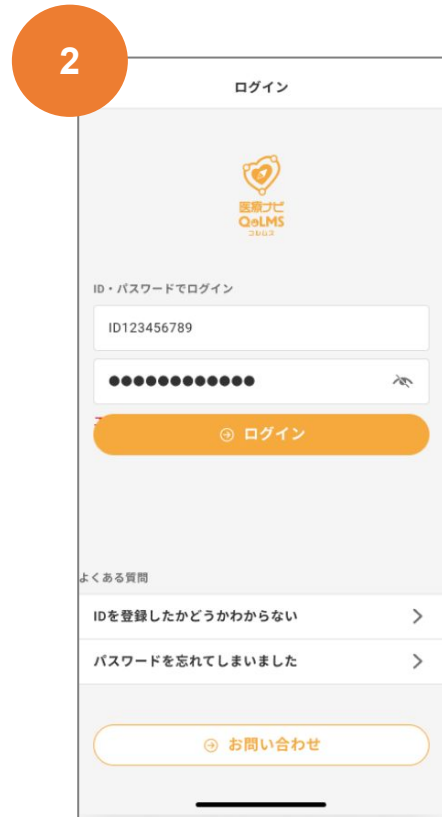 2
ログイン
医療ナビ
QoLMS
コルムス
ID・パスワードでログイン
ID123456789
●●●●●●●●●●●●
ログイン
よくある質問
IDを登録したかどうかわからない
パスワードを忘れてしまいました
お問い合わせ